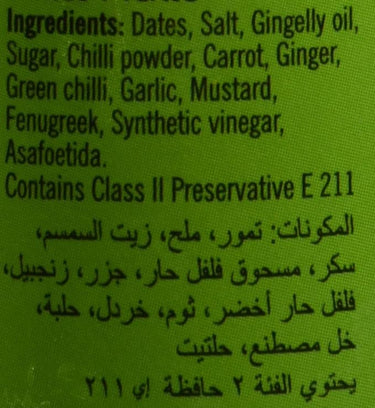 Ingredients: Dates, Salt, Gingelly oil,
Sugar, Chilli powder, Carrot, Ginger,
Green chilli, Garlic, Mustard,
Fenugreek, Synthetic vinegar,
Asafoetida.
Contains Class II Preservative E 211
المكونات: تمور، ملح، زيت السمسم،
سكر، مسحوق فلفل حار، جزر، زنجبيل،
فلفل حار أخضر، ثوم، خردل، حلبة،
خل مصطنع، حلتيت
يحتوي الفئة ٢ حافظة إي ٢١١